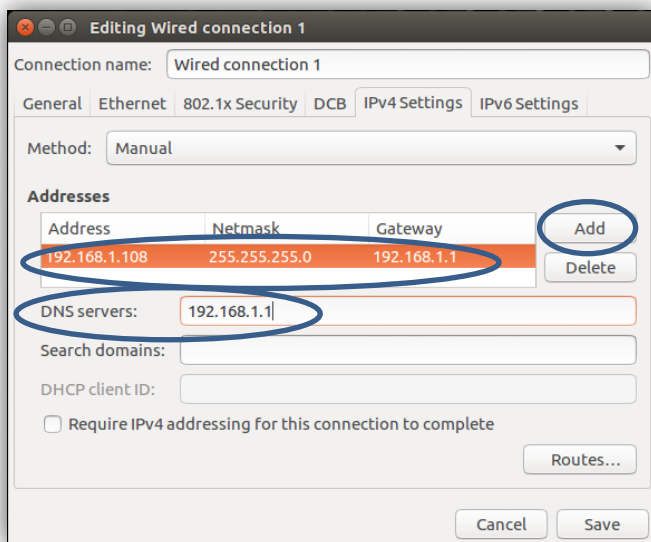 Editing Wired connection 1
Connection name: Wired connection 1
General Ethernet 802.1x Security DCB IPv4 Settings IPv6 Settings
Method: Manual
Addresses
Address Netmask Gateway Add
192.168.1.108 255.255.255.0 192.168.1.1
Delete
DNS servers: 192.168.1.1
Search domains:
DHCP client ID:
Require IPv4 addressing for this connection to complete
Routes...
Cancel Save